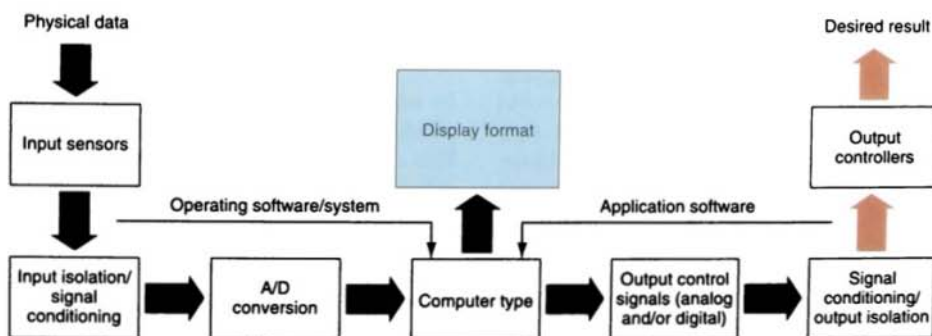 Physical data
Desired result
Input sensors
Display format
Output
controllers
Operating software/system
Application software
Input isolation/
signal
conditioning
A/D
conversion
Computer type
Output control
signals (analog
and/or digital)
Signal
conditioning/
output isolation